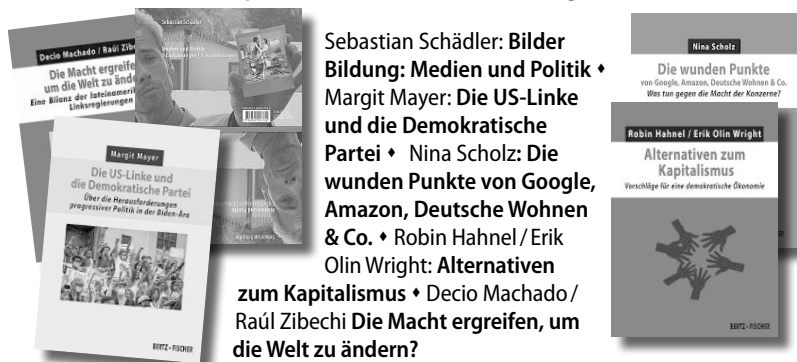 Decio Machado / Raúl Zibe
Die Macht ergreife
um die Welt zu ände
Eine Bilanz der lateinameri
Linksregierungen
Sebastian Schädler
Medien und Politik
Margit Mayer
Die US-Linke und
die Demokratische Partei
Über die Herausforderungen
progressiver Politik in der Biden-Ära
BERTZ+FISCHER
Sebastian Schädler: Bilder
Bildung: Medien und Politik ♦
Margit Mayer: Die US-Linke
und die Demokratische
Partei ♦ Nina Scholz: Die
wunden Punkte von Google,
Amazon, Deutsche Wohnen
& Co. ♦ Robin Hahnel / Erik
Olin Wright: Alternativen
zum Kapitalismus ♦ Decio Machado /
Raúl Zibechi Die Macht ergreifen, um
die Welt zu ändern?
Nina Scholz
Die wunden Punkte
von Google, Amazon, Deutsche Wohnen & Co.
Was tun gegen die Macht der Konzerne?
Robin Hahnel / Erik Olin Wright
Alternativen zum
Kapitalismus
Vorschläge für eine demokratische Ökonomie
BERTZ+FISCHER